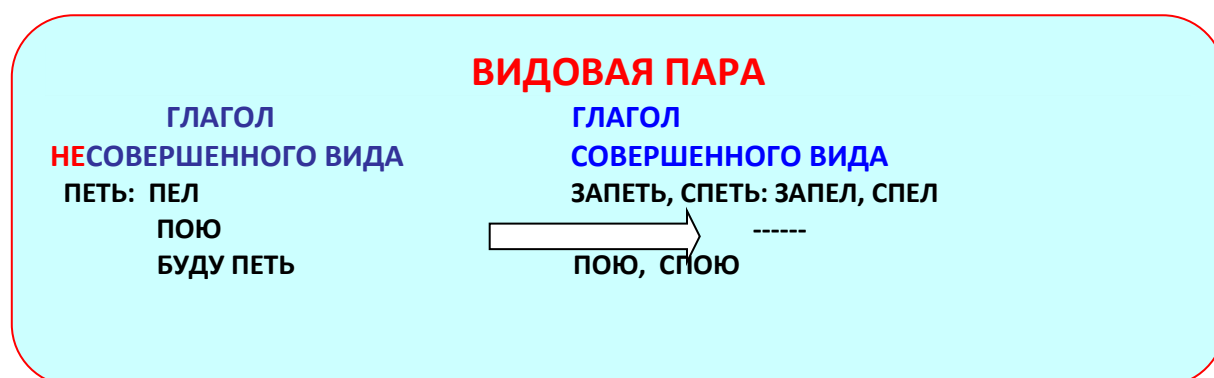 ВИДОВАЯ ПАРА
ГЛАГОЛ ГЛАГОЛ
НЕСОВЕРШЕННОГО ВИДА СОВЕРШЕННОГО ВИДА
ПЕТЬ: ПЕЛ ЗАПЕТЬ, СПЕТЬ: ЗАПЕЛ, СПЕЛ
ПОЮ ------
БУДУ ПЕТЬ ПОЮ, СПОЮ